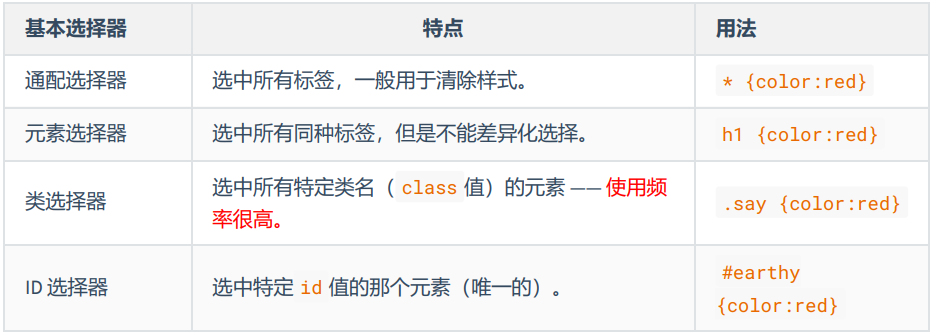 基本选择器 特点 用法
通配选择器 选中所有标签，一般用于清除样式。 * {color:red}
元素选择器 选中所有同种标签，但是不能差异化选择。 h1 {color:red}
类选择器 选中所有特定类名（class值）的元素 —— 使用频
率很高。 .say {color:red}
ID 选择器 选中特定 id 值的那个元素（唯一的）。 #earthy
{color:red}